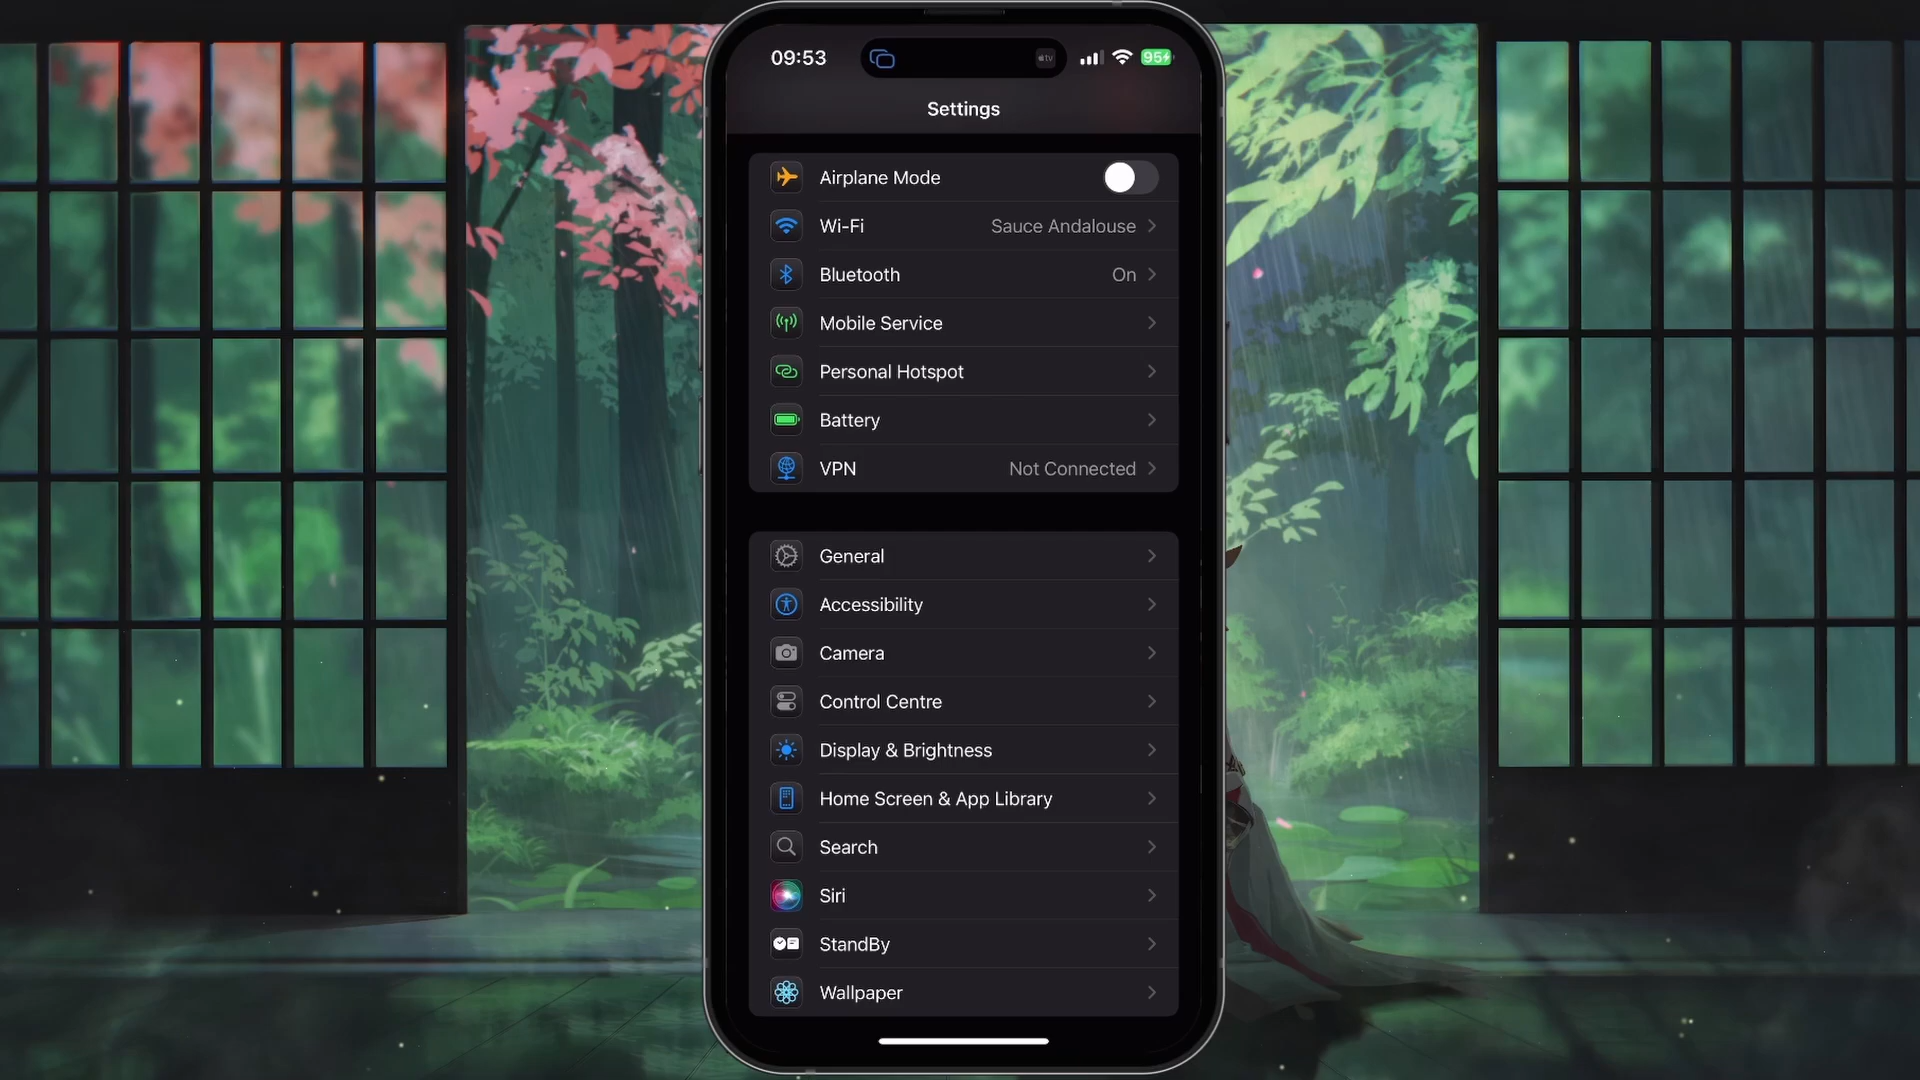 09:53
tv
95
Settings
Airplane Mode
Wi-Fi Sauce Andalouse
Bluetooth On
Mobile Service
Personal Hotspot
Battery
VPN Not Connected
General
Accessibility
Camera
Control Centre
Display & Brightness
Home Screen & App Library
Search
Siri
StandBy
Wallpaper